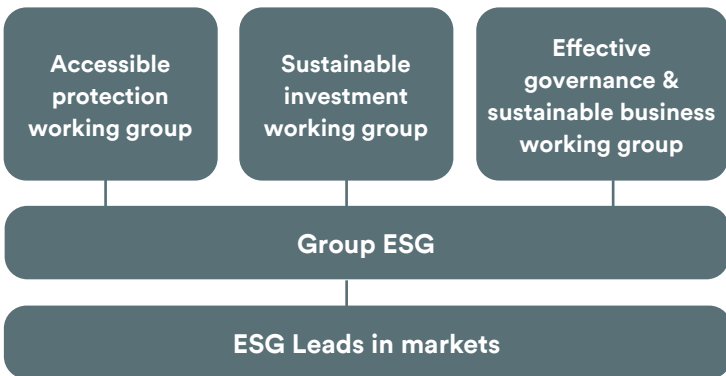 Accessible
protection
working group
Sustainable
investment
working group
Effective
governance &
sustainable business
working group
Group ESG
ESG Leads in markets